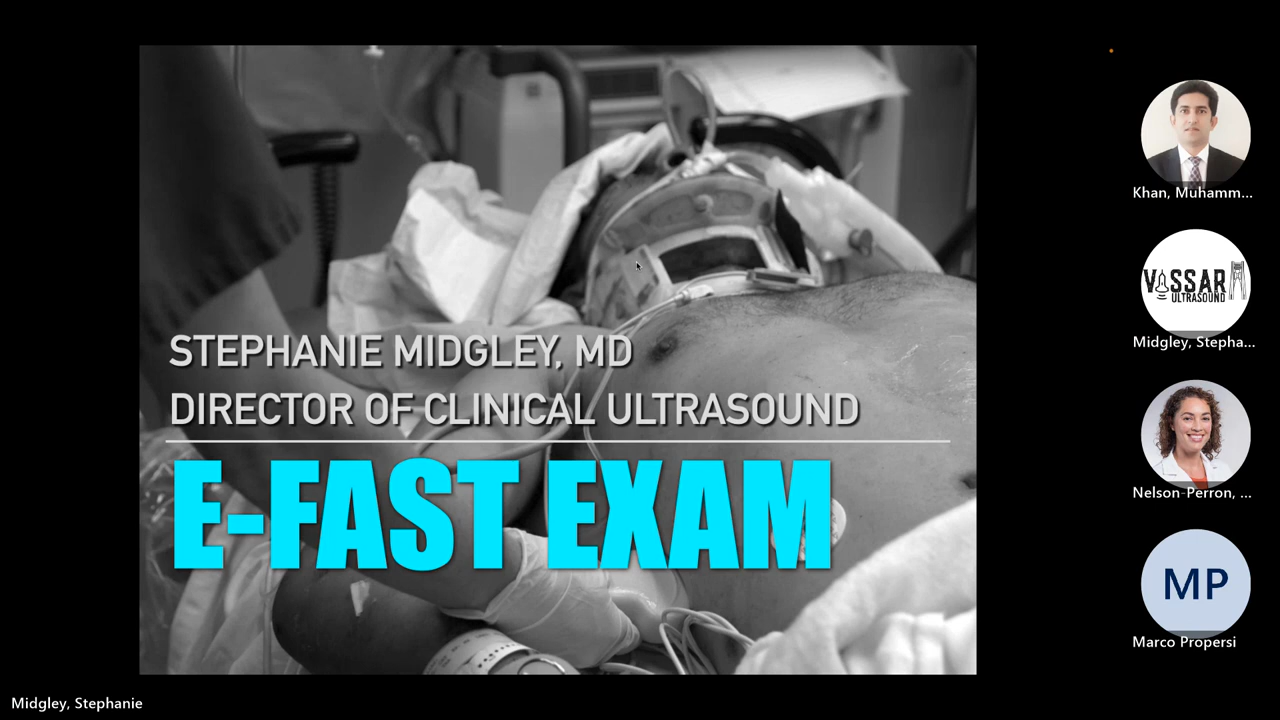 STEPHANIE MIDGLEY, MD
DIRECTOR OF CLINICAL ULTRASOUND
E-FAST EXAM
Khan, Muhamm...
VASSAR
ULTRASOUND
Midgley, Stepha...
Nelson-Perron, ...
MP
Marco Propersi
Midgley, Stephanie